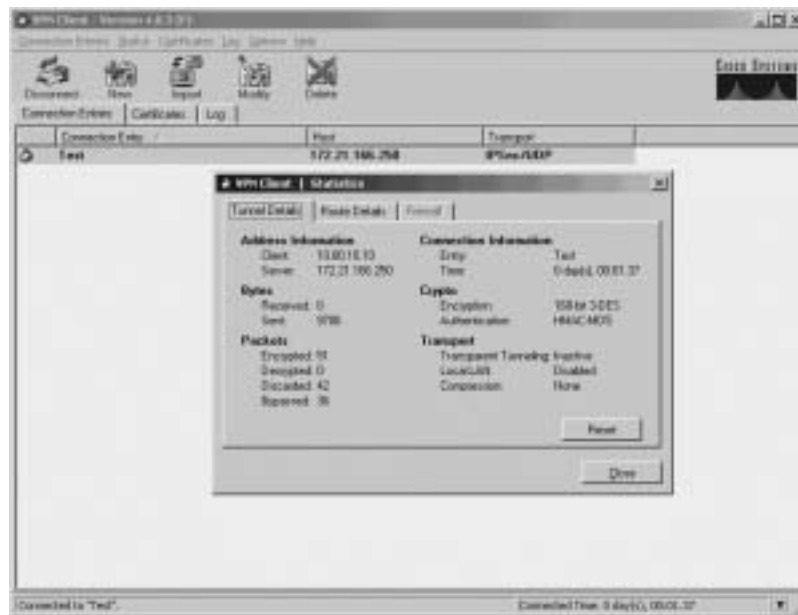 VPN Client - Version 4.0.3 (F)
Connection Entries Status Certificates Log Options Help
Disconnect New Import Modify Delete
Cisco Systems
Connection Entries Certificates Log
Connection Entry / Host Transport
Test 172.21.166.250 IPSec/UDP
VPN Client | Statistics
Tunnel Details Route Details Firewall
Address Information
Client: 10.80.10.10
Server: 172.21.166.250
Connection Information
Entry: Test
Time: 0 day(s), 00:01.37
Bytes
Received: 0
Sent: 9788
Crypto
Encryption: 168-bit 3-DES
Authentication: HMAC-MD5
Packets
Encrypted: 91
Decrypted: 0
Discarded: 42
Bypassed: 36
Transport
Transparent Tunneling: Inactive
Local LAN: Disabled
Compression: None
Reset
Close
Connected to "Test". Connected Time: 0 day(s), 00:01.37